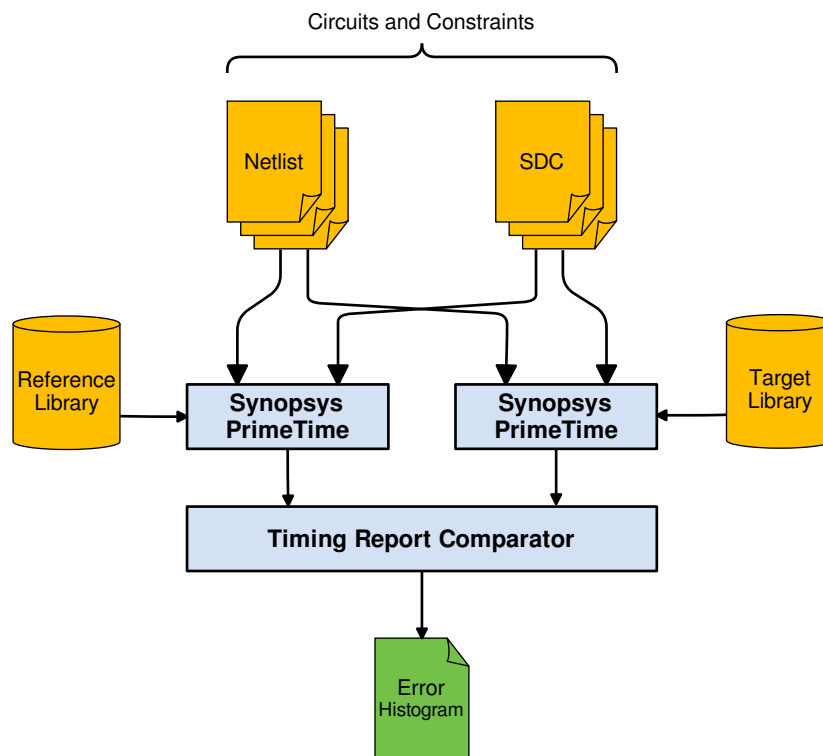 Circuits and Constraints
Netlist
SDC
Reference
Library
Synopsys
PrimeTime
Synopsys
PrimeTime
Target
Library
Timing Report Comparator
Error
Histogram